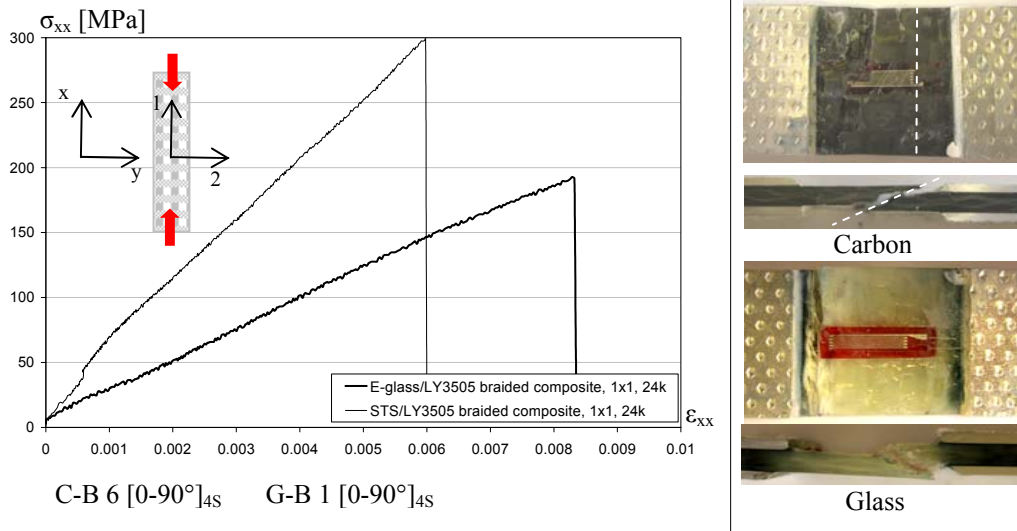 σxx [MPa]
300
250
200
150
100
50
0
x
y
1
2
0
0.001
0.002
0.003
0.004
0.005
0.006
0.007
0.008
0.009
0.01
E-glass/LY3505 braided composite, 1x1, 24k
STS/LY3505 braided composite, 1x1, 24k
εxx
C-B 6 [0-90°]4S
G-B 1 [0-90°]4S
Carbon
Glass